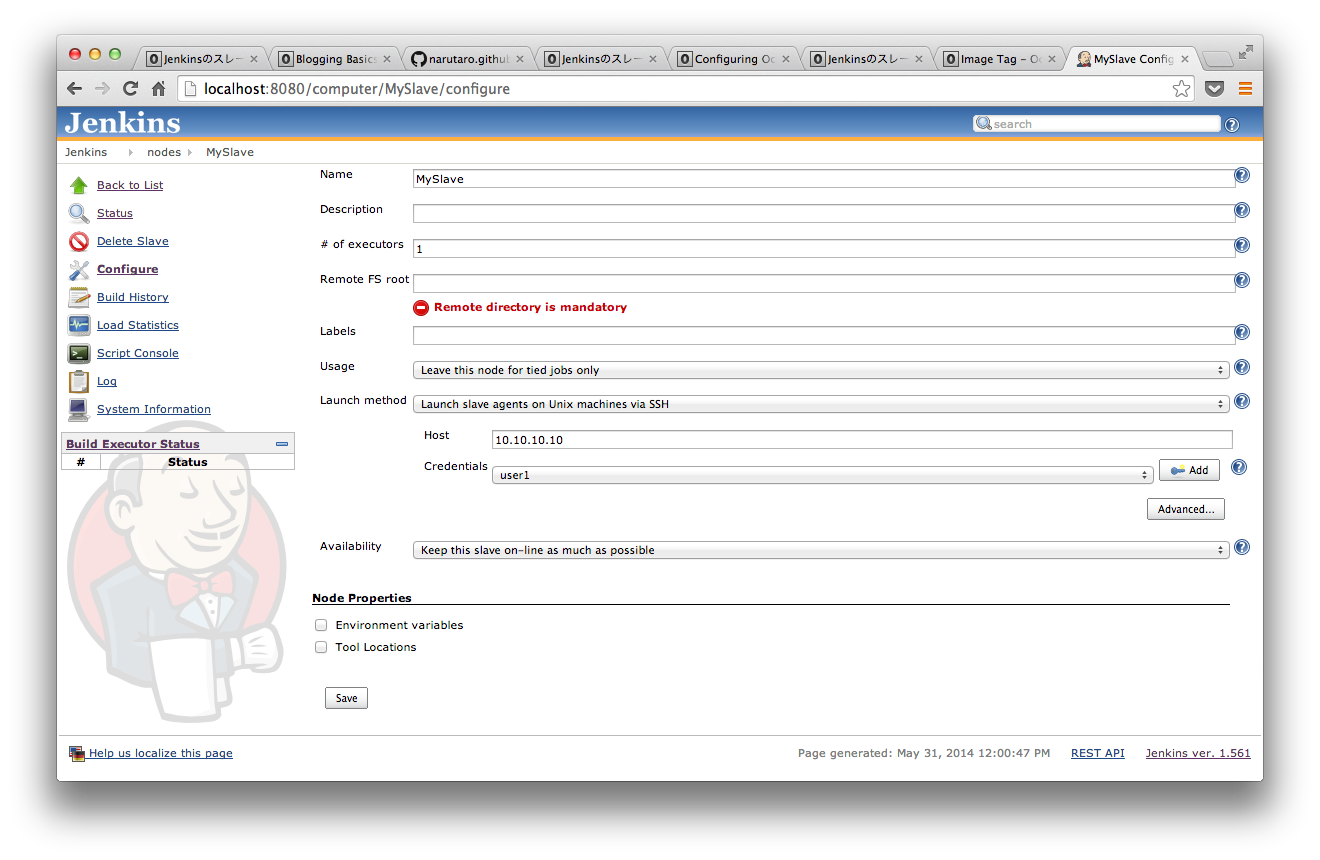 Jenkinsのスレー
Blogging Basics
narutaro.github
Jenkinsのスレー
Configuring Oc
Jenkinsのスレー
Image Tag - Oc
MySlave Config
localhost:8080/computer/MySlave/configure
Jenkins
search
Jenkins nodes MySlave
Back to List
Status
Delete Slave
Configure
Build History
Load Statistics
Script Console
Log
System Information
Build Executor Status
# Status
Name MySlave
Description
# of executors 1
Remote FS root
Remote directory is mandatory
Labels
Usage Leave this node for tied jobs only
Launch method Launch slave agents on Unix machines via SSH
Host 10.10.10.10
Credentials user1 Add
Advanced...
Availability Keep this slave on-line as much as possible
Node Properties
Environment variables
Tool Locations
Save
Help us localize this page
Page generated: May 31, 2014 12:00:47 PM REST API Jenkins ver. 1.561